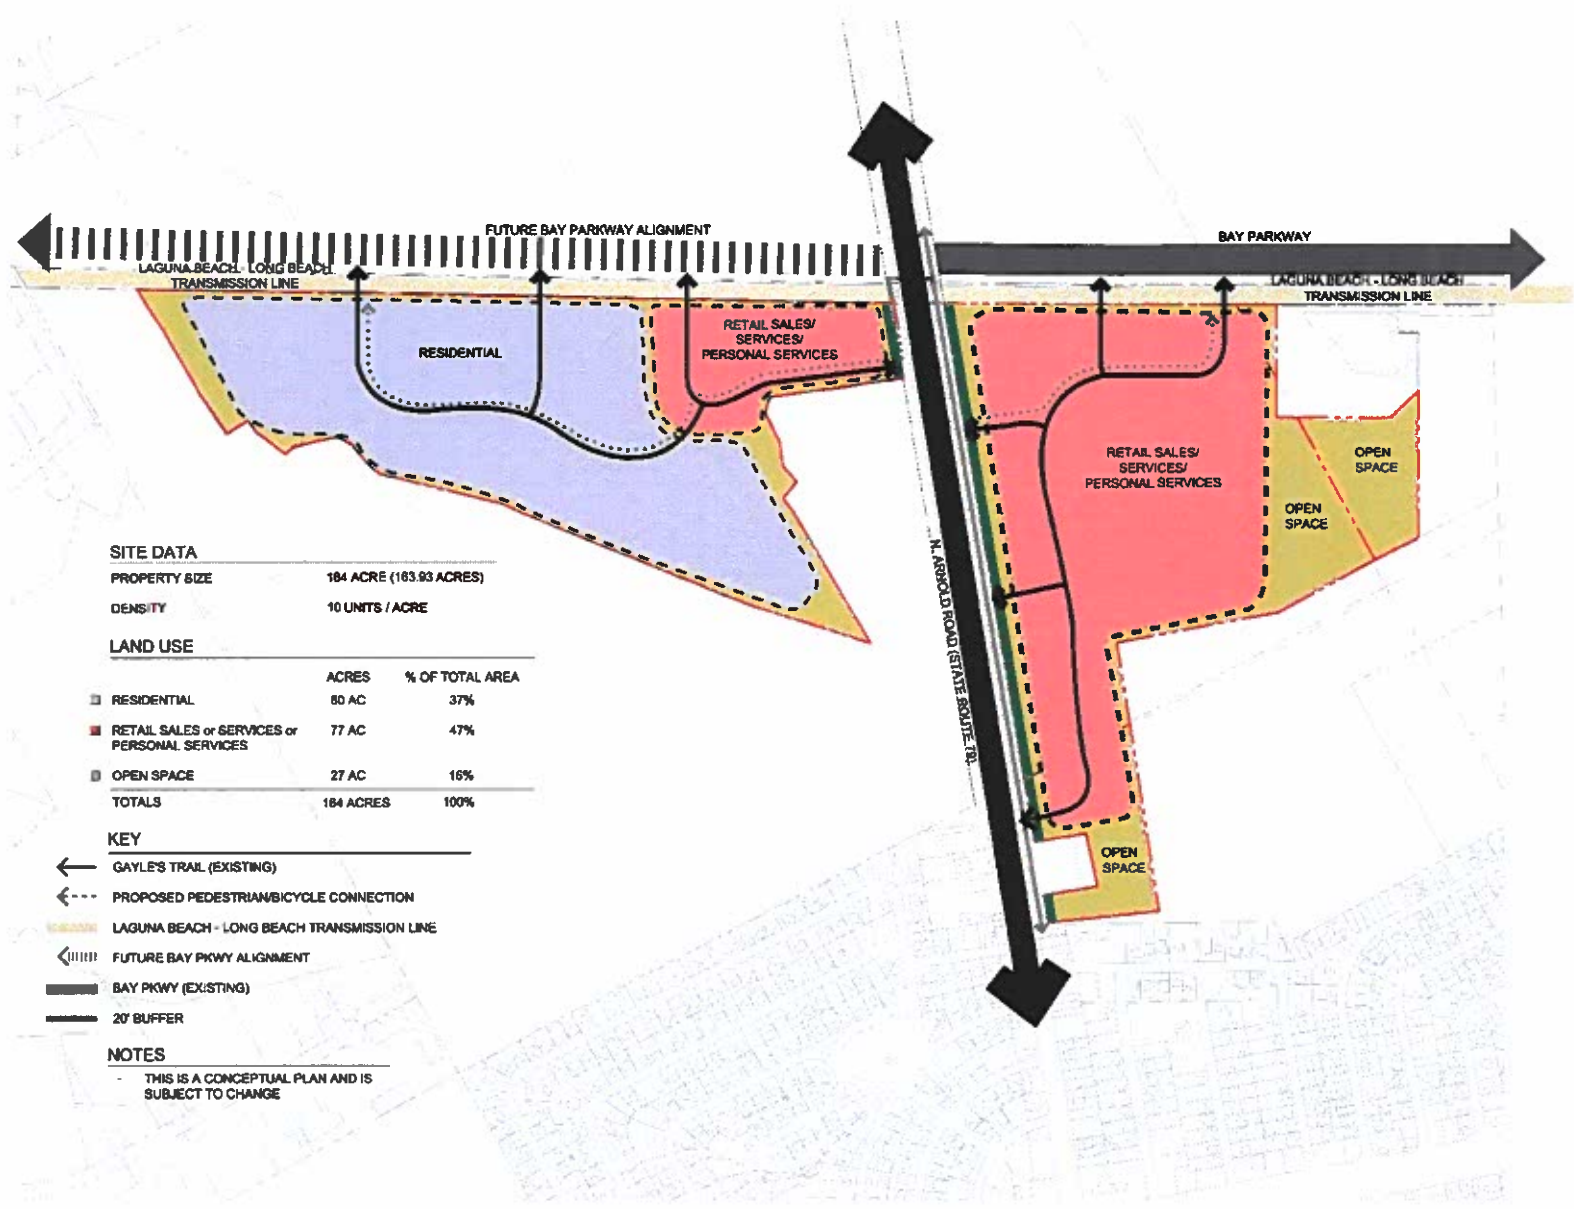 FUTURE BAY PARKWAY ALIGNMENT
BAY PARKWAY
LAGUNA BEACH - LONG BEACH
TRANSMISSION LINE
LAGUNA BEACH - LONG BEACH
TRANSMISSION LINE
RESIDENTIAL
RETAIL SALES/
SERVICES/
PERSONAL SERVICES
RETAIL SALES/
SERVICES/
PERSONAL SERVICES
OPEN
SPACE
OPEN
SPACE
OPEN
SPACE
N. ARNOLD ROAD (STATE ROUTE 79)
SITE DATA
PROPERTY SIZE 164 ACRE (163.93 ACRES)
DENSITY 10 UNITS / ACRE
LAND USE
ACRES % OF TOTAL AREA
RESIDENTIAL 60 AC 37%
RETAIL SALES or SERVICES or 77 AC 47%
PERSONAL SERVICES
OPEN SPACE 27 AC 16%
TOTALS 164 ACRES 100%
KEY
GAYLE'S TRAIL (EXISTING)
PROPOSED PEDESTRIAN/BICYCLE CONNECTION
LAGUNA BEACH - LONG BEACH TRANSMISSION LINE
FUTURE BAY PKWY ALIGNMENT
BAY PKWY (EXISTING)
20' BUFFER
NOTES
- THIS IS A CONCEPTUAL PLAN AND IS
SUBJECT TO CHANGE